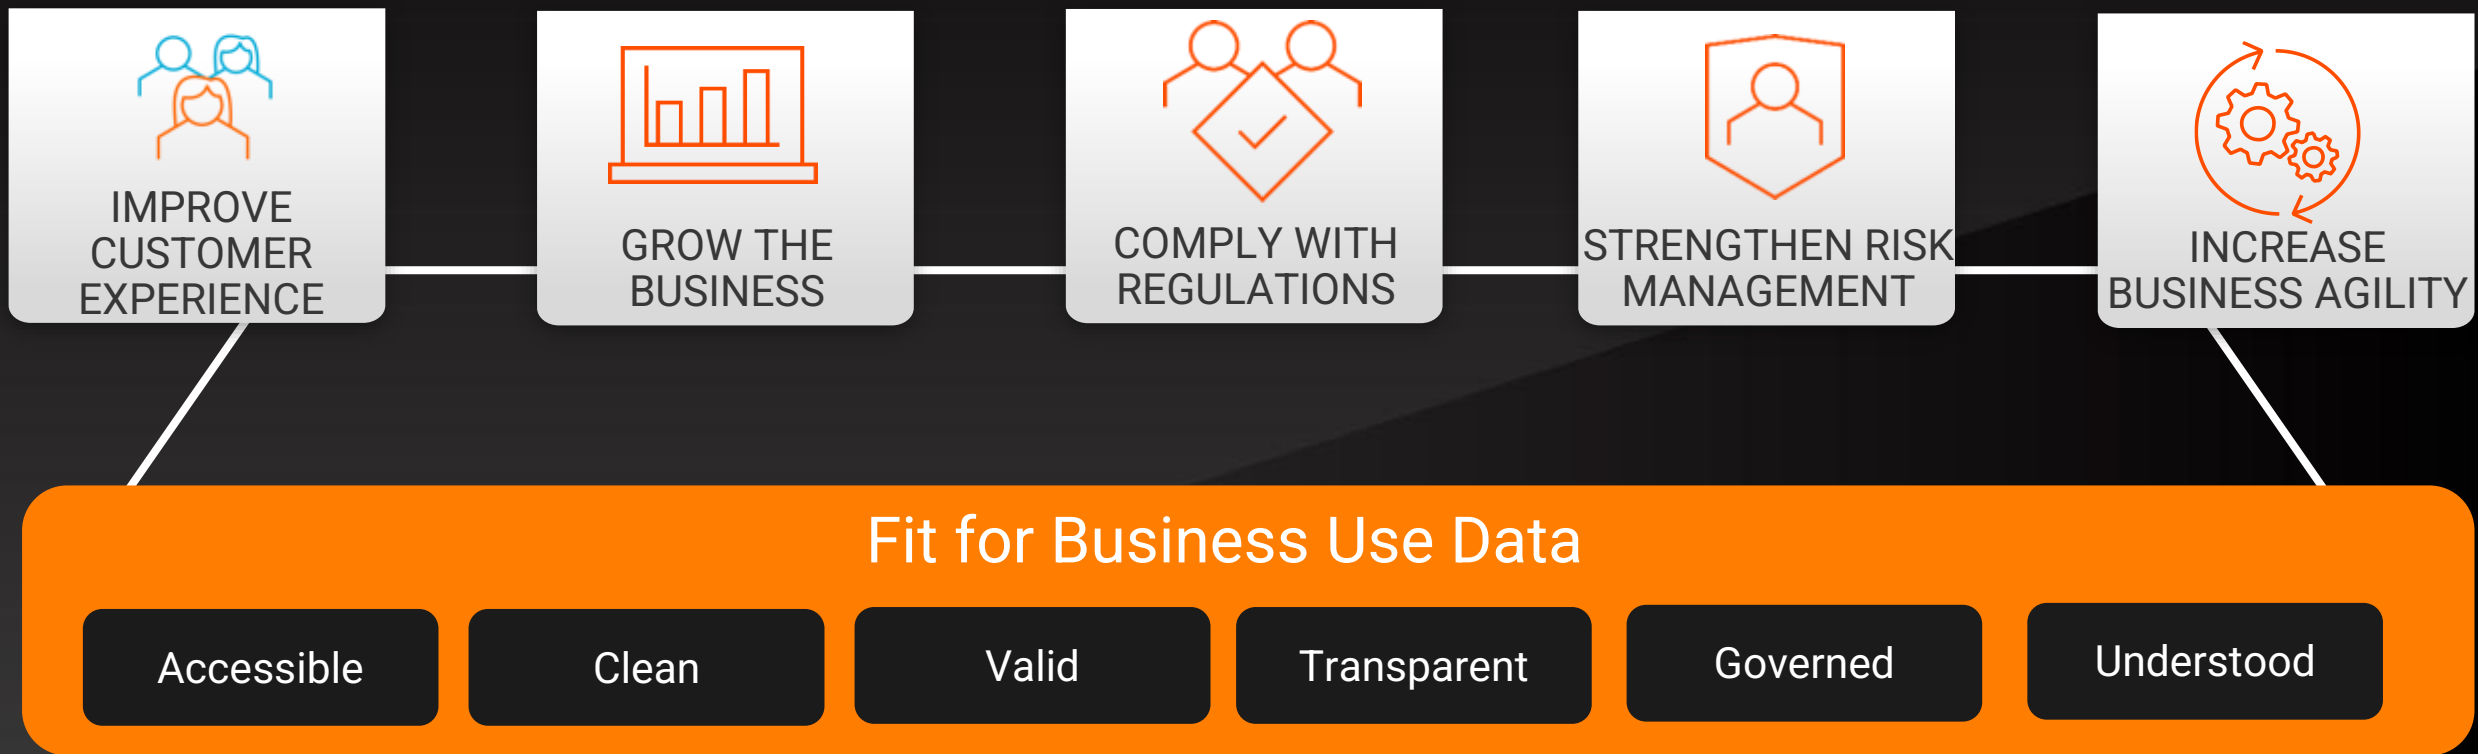 IMPROVE
CUSTOMER
EXPERIENCE
GROW THE
BUSINESS
COMPLY WITH
REGULATIONS
STRENGTHEN RISK
MANAGEMENT
INCREASE
BUSINESS AGILITY
Fit for Business Use Data
Accessible
Clean
Valid
Transparent
Governed
Understood